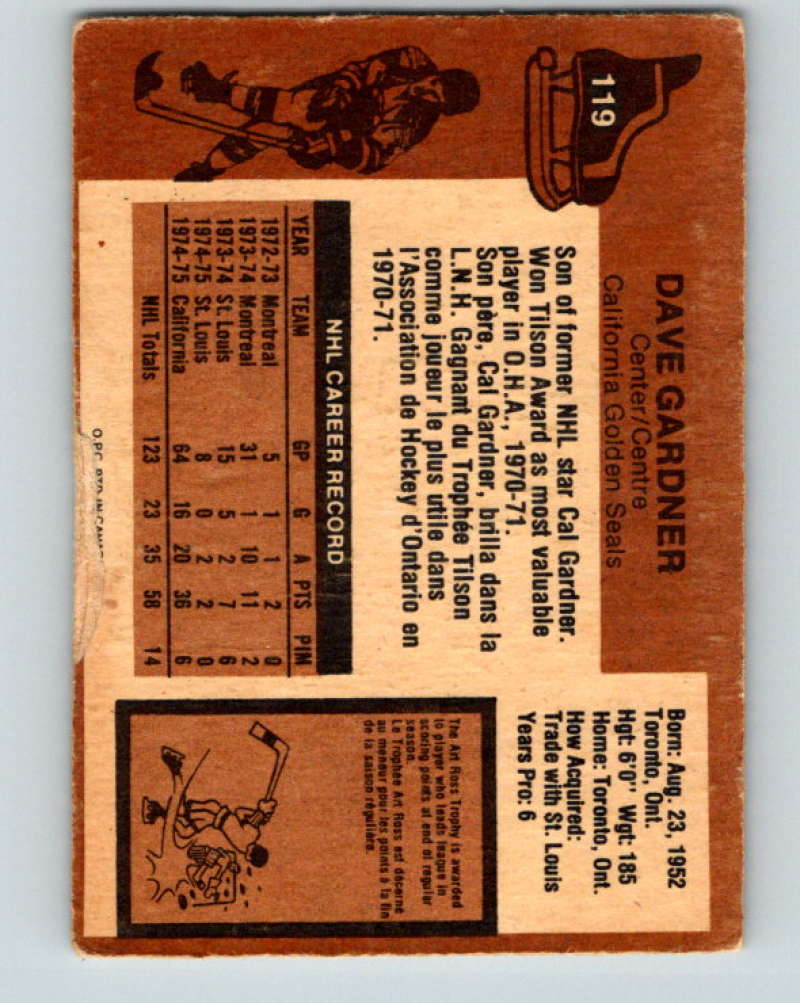 119
DAVE GARDNER
Center/Centre
California Golden Seals
Born: Aug. 23, 1952
Toronto, Ont.
Hgt: 6'0" Wgt: 185
Home: Toronto, Ont.
How Acquired:
Trade with St. Louis
Years Pro: 6
Son of former NHL star Cal Gardner.
Won Tilson Award as most valuable
player in O.H.A., 1970-71.
Son père, Cal Gardner, brilla dans la
L.N.H. Gagnant du Trophée Tilson
comme joueur le plus utile dans
l'Association de Hockey d'Ontario en
1970-71.
NHL CAREER RECORD
YEAR TEAM GP G A PTS PIM
1972-73 Montreal 5 1 1 2 0
1973-74 Montreal 31 1 10 11 2
1973-74 St. Louis 15 5 2 7 6
1974-75 St. Louis 8 0 2 2 0
1974-75 California 64 16 20 36 6
NHL Totals 123 23 35 58 14
The Art Ross Trophy is awarded
to player who leads league in
scoring points at end of regular
season.
Le Trophée Art Ross est décerné
au meneur pour les points à la fin
de la saison régulière.
O.P.C. PTD IN